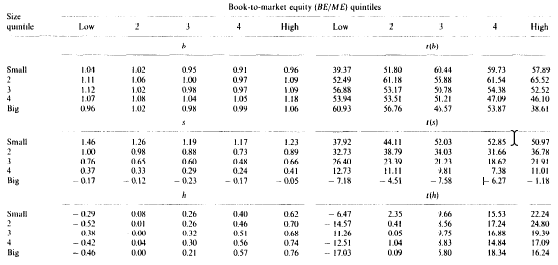 Book-to-market equity (BE/ME) quintiles
Size
quintile Low 2 3 4 High Low 2 3 4 High
b t(b)
Small 1.04 1.02 0.95 0.91 0.96 39.37 51.80 60.44 59.73 57.89
2 1.11 1.06 1.00 0.97 1.09 52.49 61.18 55.88 61.54 65.52
3 1.12 1.02 0.98 0.97 1.09 56.88 53.17 50.78 54.38 52.52
4 1.07 1.08 1.04 1.05 1.18 53.94 53.51 51.21 47.09 46.10
Big 0.96 1.02 0.98 0.99 1.06 60.93 56.76 46.57 53.87 38.61
s t(s)
Small 1.46 1.26 1.19 1.17 1.23 37.92 44.11 52.03 52.85 50.97
2 1.00 0.98 0.88 0.73 0.89 32.73 38.79 34.03 31.66 36.78
3 0.76 0.65 0.60 0.48 0.66 26.40 23.39 21.23 18.62 21.91
4 0.37 0.33 0.29 0.24 0.41 12.73 11.11 9.81 7.38 11.01
Big - 0.17 - 0.12 - 0.23 - 0.17 - 0.05 - 7.18 - 4.51 - 7.58 - 6.27 - 1.18
h t(h)
Small - 0.29 0.08 0.26 0.40 0.62 - 6.47 2.35 9.66 15.53 22.24
2 - 0.52 0.01 0.26 0.46 0.70 - 14.57 0.41 8.56 17.24 24.80
3 - 0.38 0.00 0.32 0.51 0.68 - 11.26 0.05 9.75 16.88 19.39
4 - 0.42 0.04 0.30 0.56 0.74 - 12.51 1.04 8.83 14.84 17.09
Big - 0.46 0.00 0.21 0.57 0.76 - 17.03 0.09 5.80 18.34 16.24